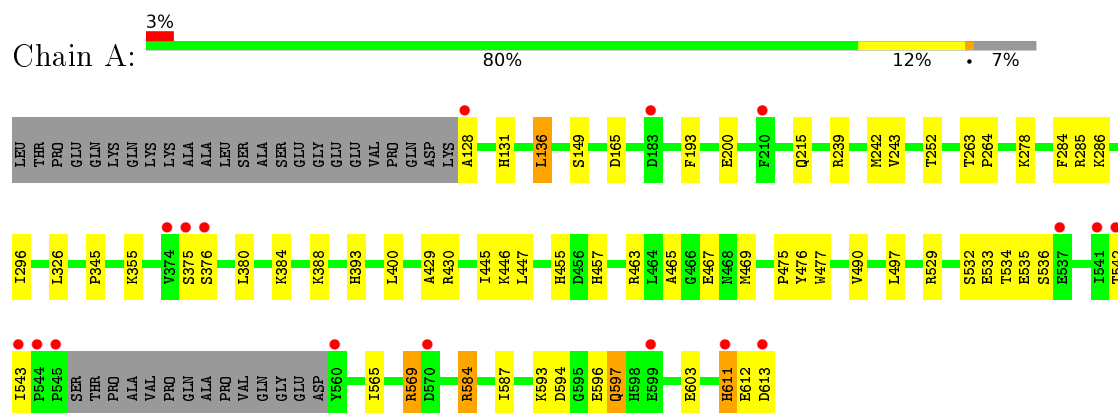 3%
Chain A:
80% 12% • 7%
LEU THR PRO GLU GLN LYS GLN LYS LYS ALA ALA LEU SER ALA SER GLU GLY GLU GLU VAL PRO GLN ASP LYS A128 H131 L136 S149 D165 D183 F193 E200 F210 Q215 R239 M242 V243 T252 T263 P264 K278 F284 R285 K286
I296 L326 P345 K355 V374 S375 S376 L380 K384 K388 H393 L400 A429 R430 I445 K446 L447 H455 D456 H457 R463 L464 A465 G466 E467 N468 M469 P475 Y476 W477 V490 L497 R529 S532 E533 T534 E535 S536 E537 I541 T542
I543 P544 P545 SER THR PRO ALA VAL PRO GLN ALA PRO VAL GLN GLY GLU ASP Y560 I565 R569 D570 R584 I587 K593 D594 G595 E596 Q597 H598 E599 E603 H611 E612 D613